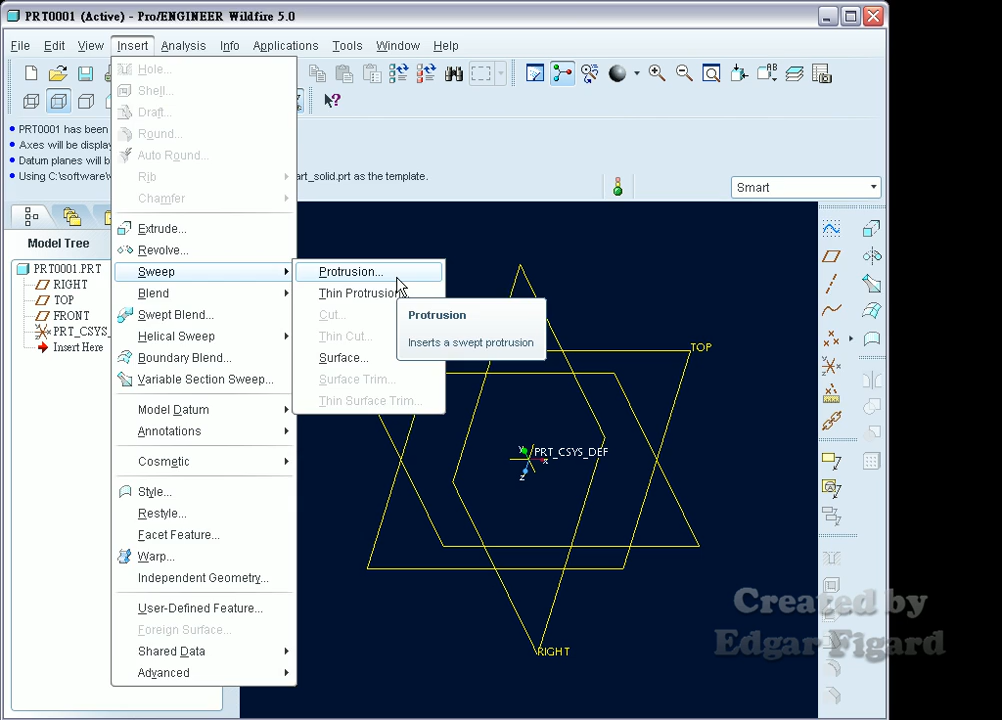 PRT0001 (Active) - Pro/ENGINEER Wildfire 5.0
File Edit View Insert Analysis Info Applications Tools Window Help
PRT0001 has been
Axes will be display
Datum planes will b
Using C:\software\ art_solid.prt as the template.
Smart
Model Tree
PRT0001.PRT
RIGHT
TOP
FRONT
PRT_CSYS_
Insert Here
Hole...
Shell...
Draft...
Round...
Auto Round...
Rib
Chamfer
Extrude...
Revolve...
Sweep
Blend
Swept Blend...
Helical Sweep
Boundary Blend...
Variable Section Sweep...
Model Datum
Annotations
Cosmetic
Style...
Restyle...
Facet Feature...
Warp...
Independent Geometry...
User-Defined Feature...
Foreign Surface...
Shared Data
Advanced
Protrusion...
Thin Protrusion...
Cut...
Thin Cut...
Surface...
Surface Trim...
Thin Surface Trim...
Protrusion
Inserts a swept protrusion
TOP
PRT_CSYS_DEF
Y
X
Z
RIGHT
Created by
Edgar Figard